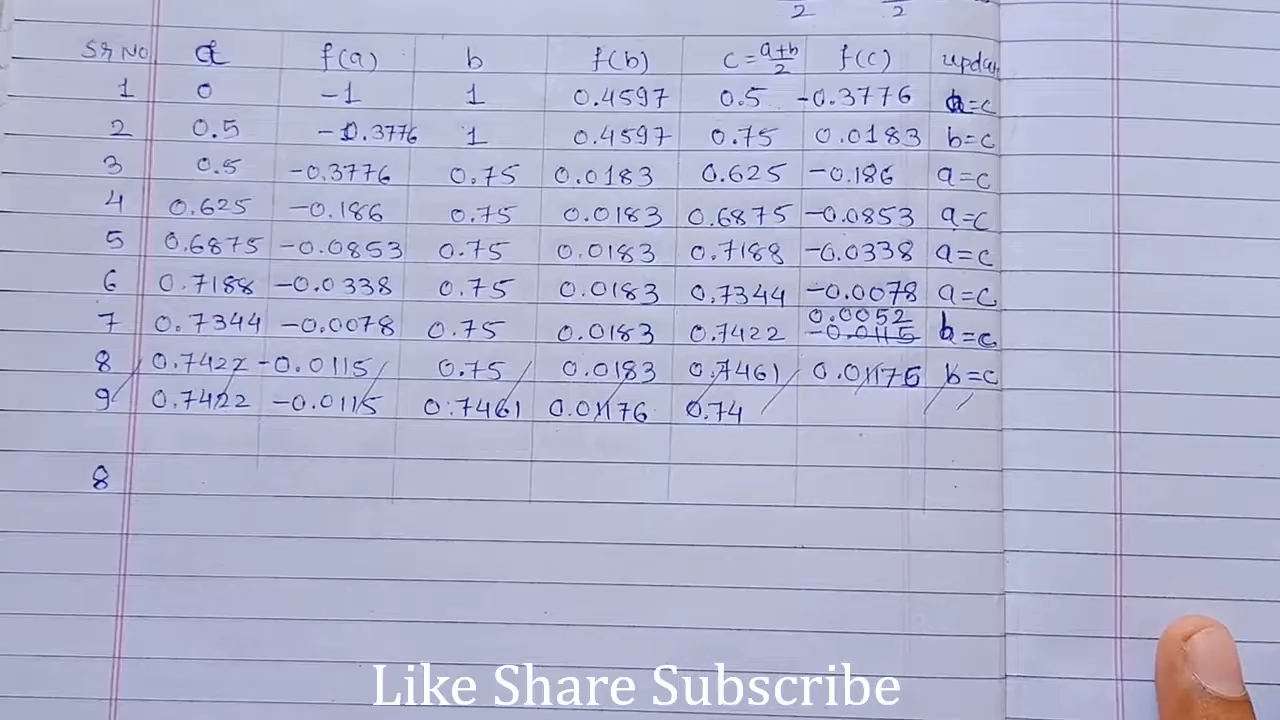 2 2
Sr No a f(a) b f(b) c=a+b/2 f(c)
1 0 -1 1 0.4597 0.5 -0.3776 a=c
2 0.5 -0.3776 1 0.4597 0.75 0.0183 b=c
3 0.5 -0.3776 0.75 0.0183 0.625 -0.186 a=c
4 0.625 -0.186 0.75 0.0183 0.6875 -0.0853 a=c
5 0.6875 -0.0853 0.75 0.0183 0.7188 -0.0338 a=c
6 0.7188 -0.0338 0.75 0.0183 0.7344 -0.0078 a=c
0.0052
7 0.7344 -0.0078 0.75 0.0183 0.7422 -0.0115 b=c
8 0.7422 -0.0115 0.75 0.0183 0.7461 0.01176 b=c
9 0.7422 -0.0115 0.7461 0.01176 0.74
8
Like Share Subscribe